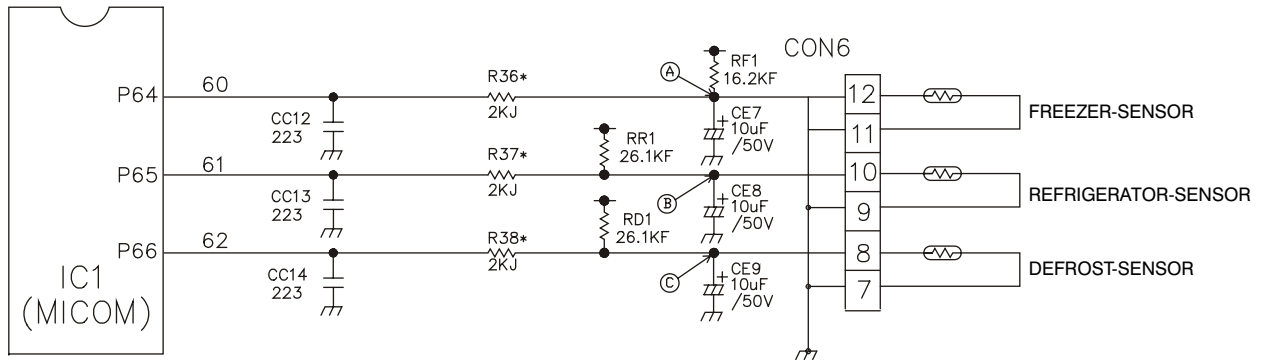 CON6
RF1
16.2KF
A
P64
60
R36*
2KJ
12
FREEZER-SENSOR
CC12
223
CE7
+
10uF
/50V
11
RR1
26.1KF
P65
61
R37*
2KJ
10
REFRIGERATOR-SENSOR
CC13
223
B
CE8
+
10uF
/50V
9
RD1
26.1KF
P66
62
R38*
2KJ
8
DEFROST-SENSOR
CC14
223
C
CE9
+
10uF
/50V
7
IC1
(MICOM)